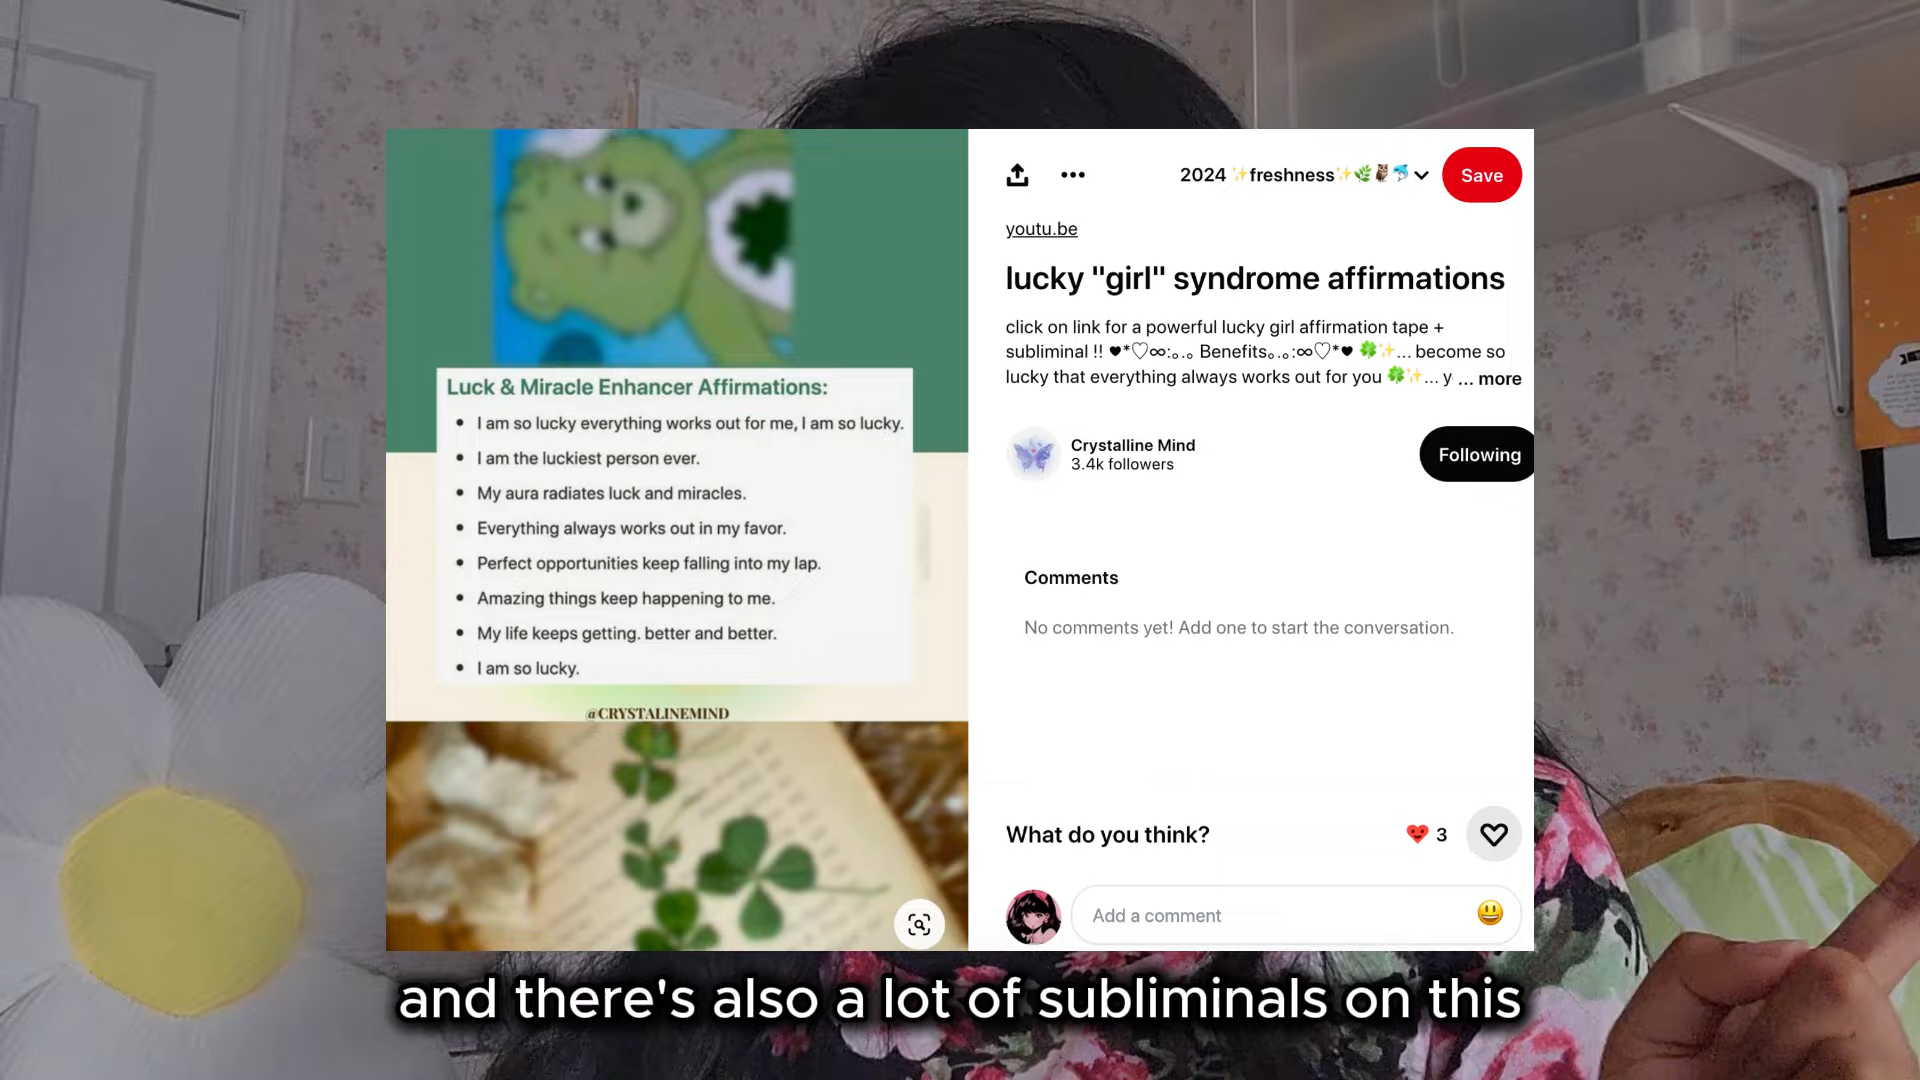 Luck & Miracle Enhancer Affirmations:
• I am so lucky everything works out for me, I am so lucky.
• I am the luckiest person ever.
• My aura radiates luck and miracles.
• Everything always works out in my favor.
• Perfect opportunities keep falling into my lap.
• Amazing things keep happening to me.
• My life keeps getting. better and better.
• I am so lucky.
@CRYSTALINEMIND
2024 ✨freshness✨🌿🦉🐬
Save
youtu.be
lucky "girl" syndrome affirmations
click on link for a powerful lucky girl affirmation tape +
subliminal !! ♥*♡∞:｡.｡ Benefits｡.｡:∞♡*♥ 🍀✨... become so
lucky that everything always works out for you 🍀✨... y ... more
Crystalline Mind
3.4k followers
Following
Comments
No comments yet! Add one to start the conversation.
What do you think?
3
Add a comment
and there's also a lot of subliminals on this